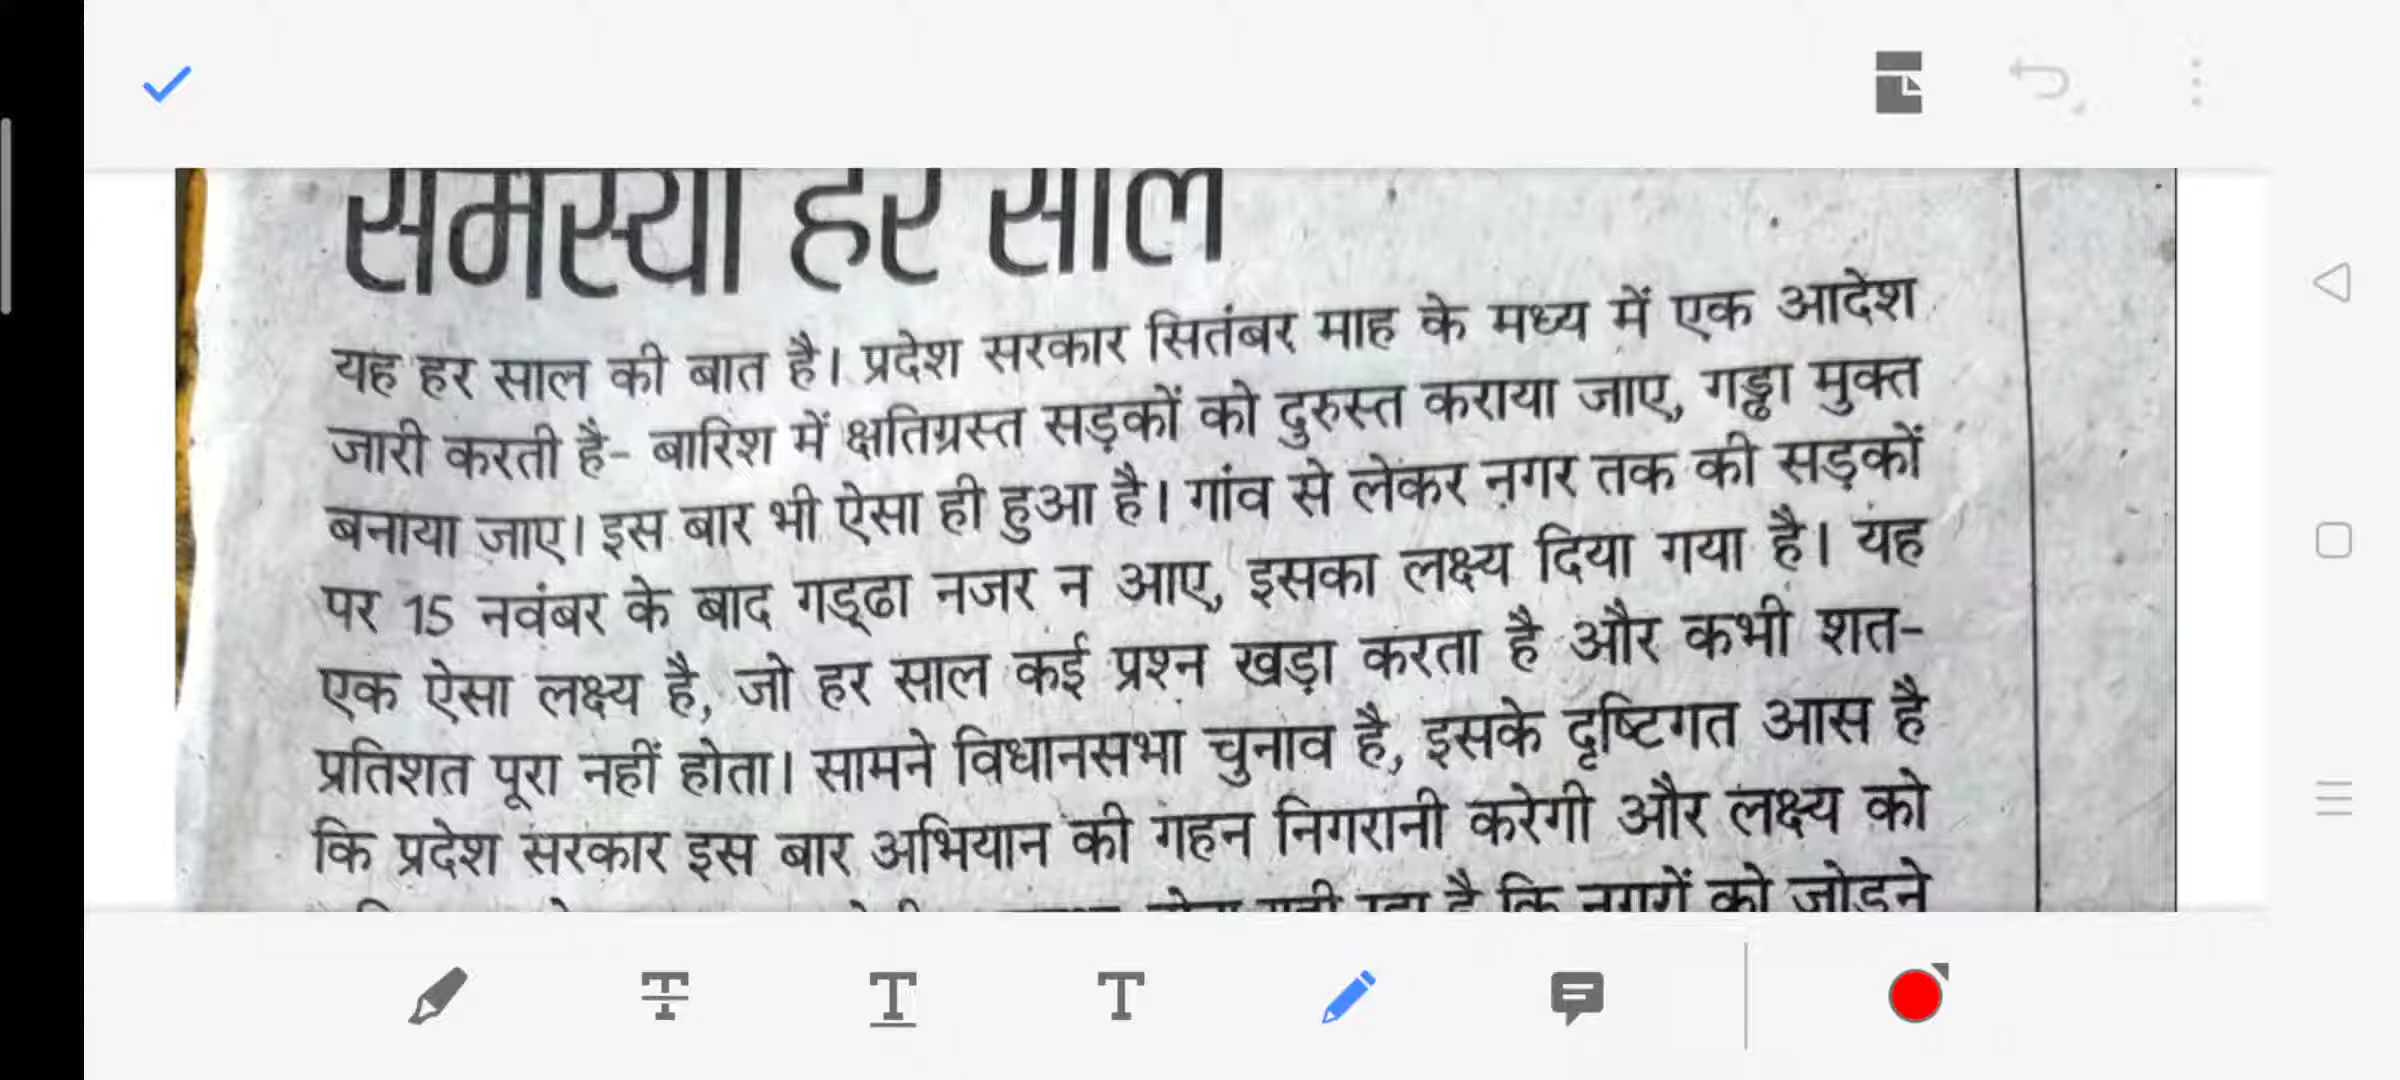 समस्या हर साल
यह हर साल की बात है। प्रदेश सरकार सितंबर माह के मध्य में एक आदेश
जारी करती है- बारिश में क्षतिग्रस्त सड़कों को दुरुस्त कराया जाए, गड्ढा मुक्त
बनाया जाए। इस बार भी ऐसा ही हुआ है। गांव से लेकर नगर तक की सड़कों
पर 15 नवंबर के बाद गड्ढा नजर न आए, इसका लक्ष्य दिया गया है। यह
एक ऐसा लक्ष्य है, जो हर साल कई प्रश्न खड़ा करता है और कभी शत-
प्रतिशत पूरा नहीं होता। सामने विधानसभा चुनाव है, इसके दृष्टिगत आस है
कि प्रदेश सरकार इस बार अभियान की गहन निगरानी करेगी और लक्ष्य को
है कि नगरों को जोड़ने
T
T
T